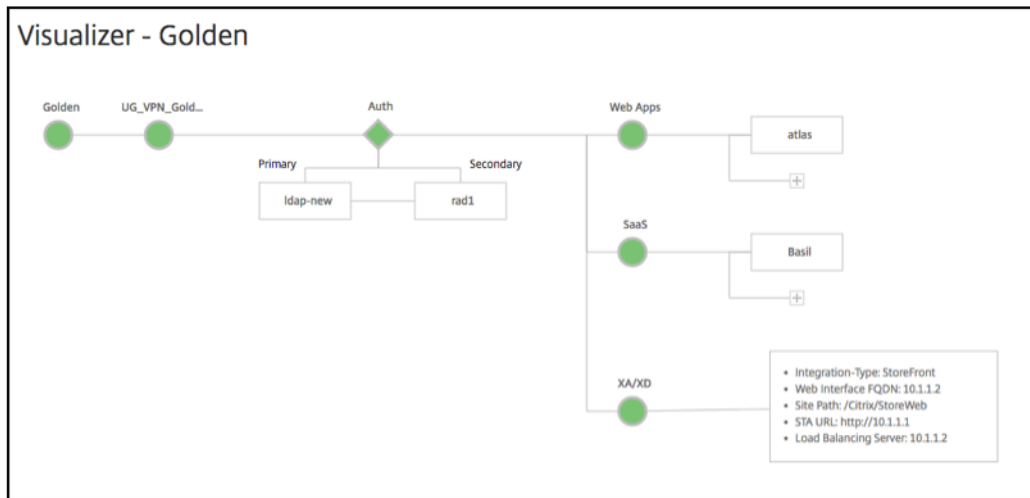 Visualizer - Golden
Golden
UG_VPN_Gold...
Auth
Web Apps
atlas
Primary
Secondary
ldap-new
rad1
SaaS
Basil
XA/XD
• Integration-Type: StoreFront
• Web Interface FQDN: 10.1.1.2
• Site Path: /Citrix/StoreWeb
• STA URL: http://10.1.1.1
• Load Balancing Server: 10.1.1.2